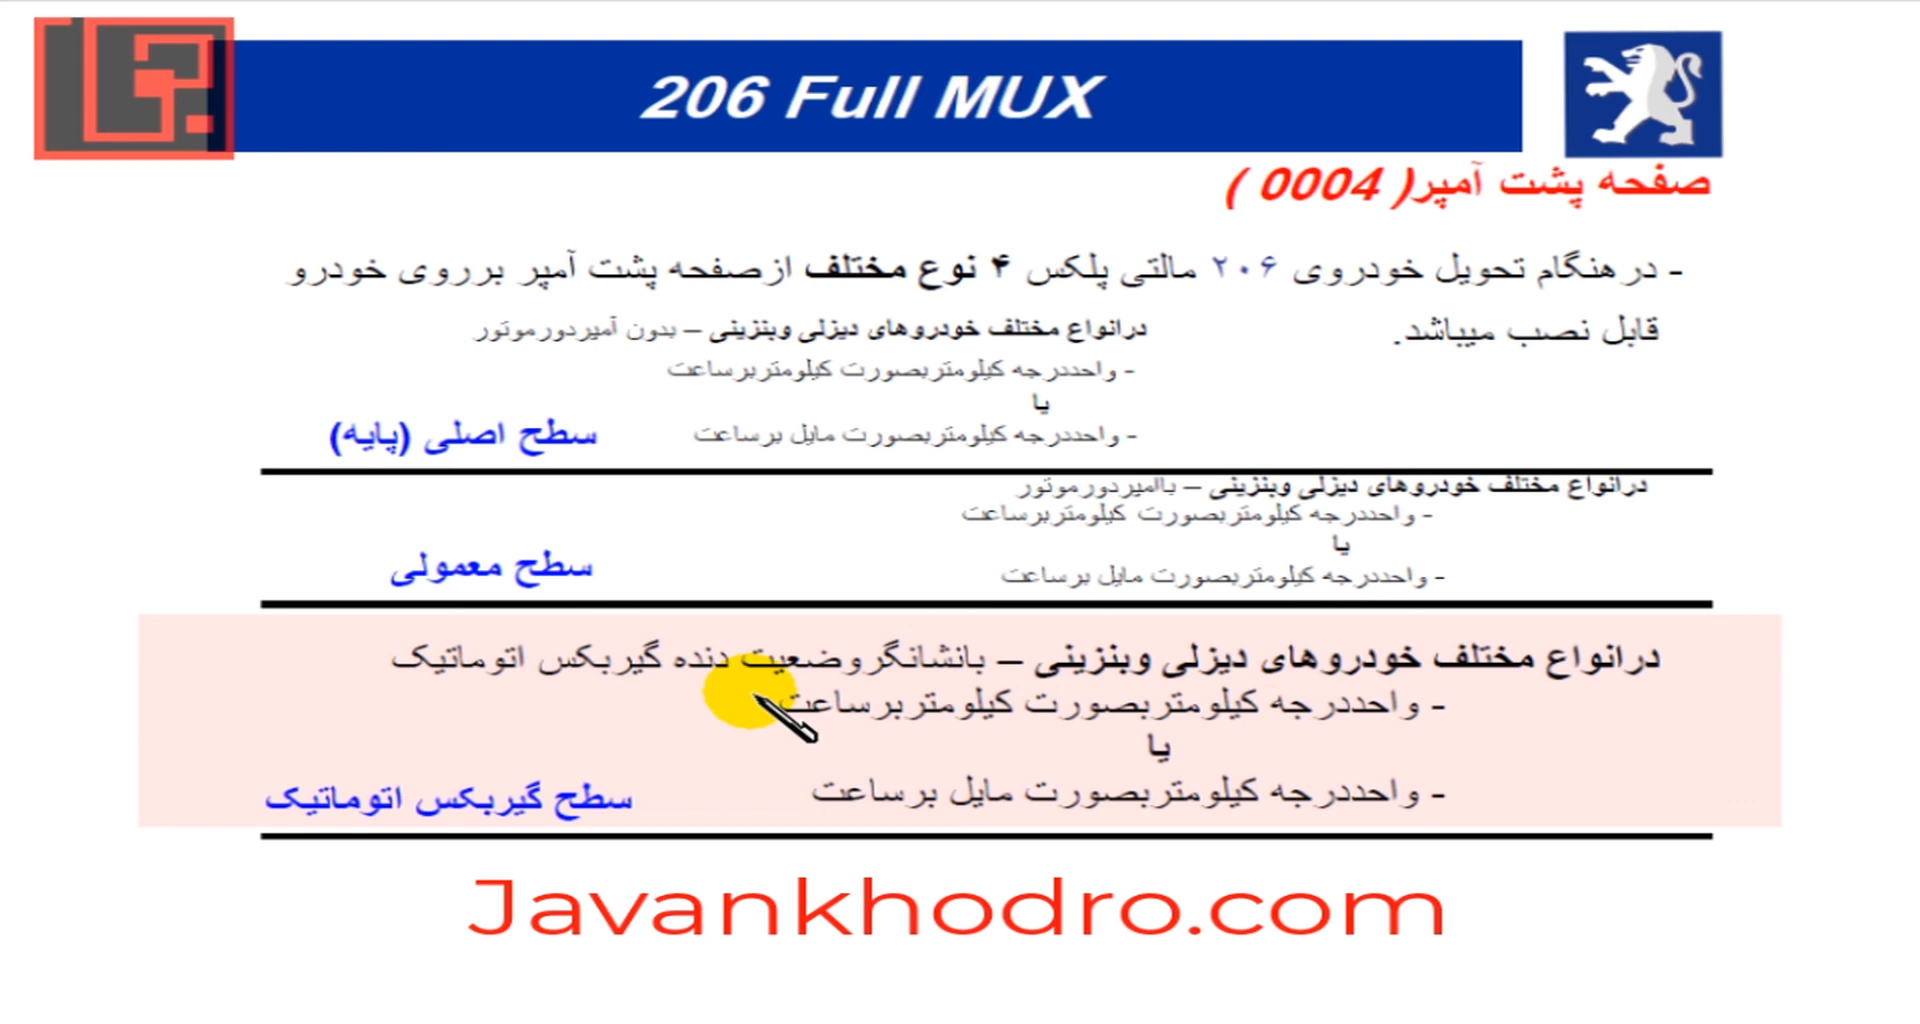 206 Full MUX
صفحه پشت آمپر( 0004 )
- درهنگام تحویل خودروی ۲۰۶ مالتی پلکس ۴ نوع مختلف ازصفحه پشت آمپر برروی خودرو
قابل نصب میباشد.
درانواع مختلف خودروهای دیزلی وبنزینی – بدون آمپردورموتور
- واحددرجه کیلومتربصورت کیلومتربرساعت
یا
- واحددرجه کیلومتربصورت مایل برساعت
سطح اصلی (پایه)
درانواع مختلف خودروهای دیزلی وبنزینی – باآمپردورموتور
- واحددرجه کیلومتربصورت کیلومتربرساعت
یا
- واحددرجه کیلومتربصورت مایل برساعت
سطح معمولی
درانواع مختلف خودروهای دیزلی وبنزینی – بانشانگروضعیت دنده گیربکس اتوماتیک
- واحددرجه کیلومتربصورت کیلومتربرساعت
یا
- واحددرجه کیلومتربصورت مایل برساعت
سطح گیربکس اتوماتیک
Javankhodro.com